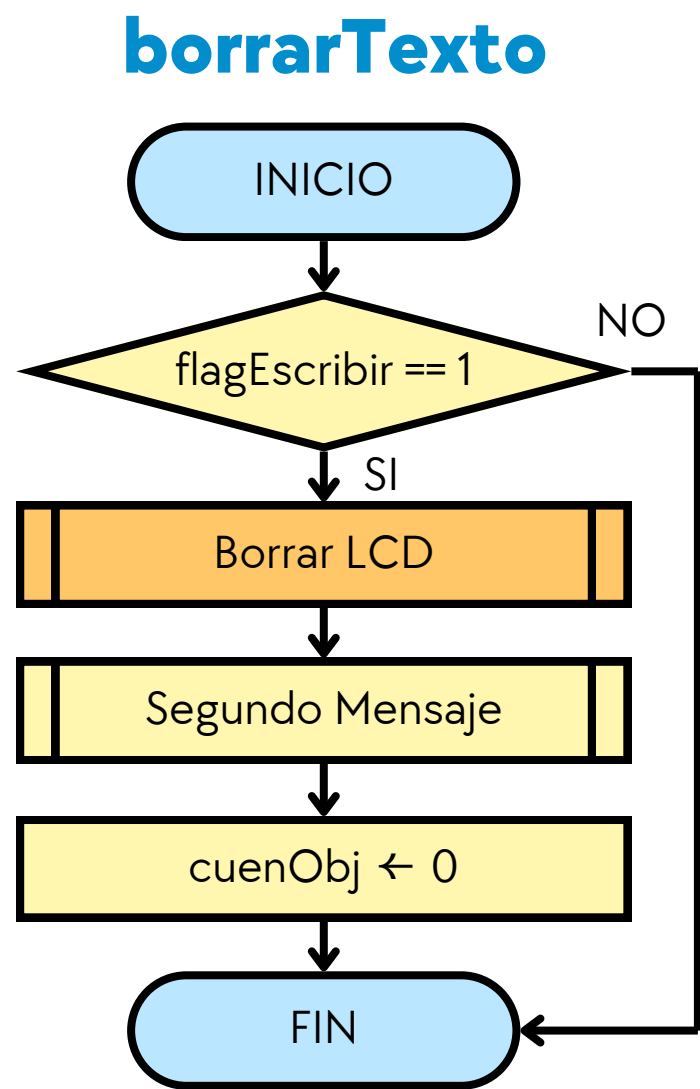 borrarTexto
INICIO
flagEscribir == 1
NO
SI
Borrar LCD
Segundo Mensaje
cuenObj ← 0
FIN